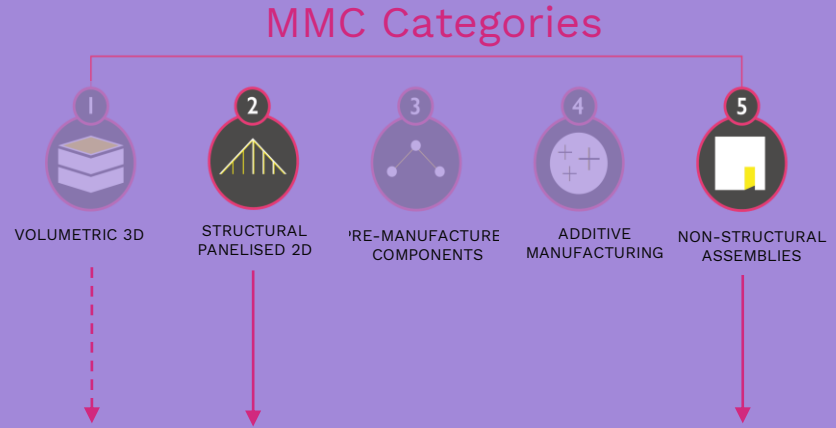 MMC Categories
1
2
3
4
5
VOLUMETRIC 3D
STRUCTURAL
PANELISED 2D
RE-MANUFACTURE
COMPONENTS
ADDITIVE
MANUFACTURING
NON-STRUCTURAL
ASSEMBLIES